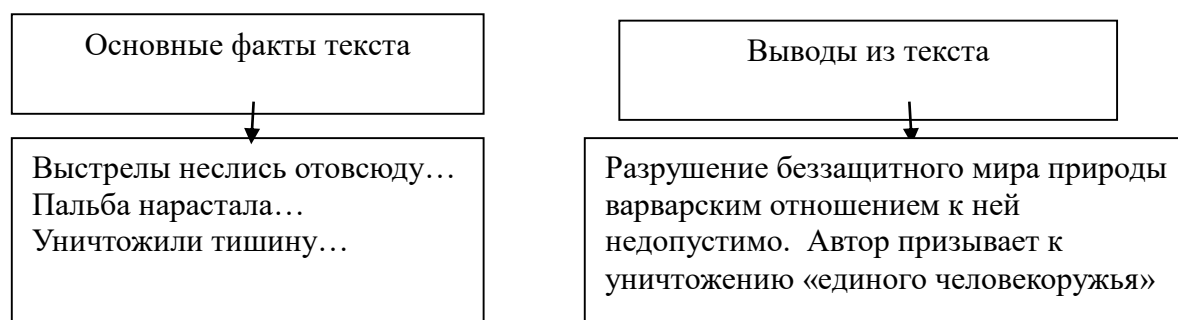 Основные факты текста
Выводы из текста
Выстрелы неслись отовсюду…
Пальба нарастала…
Уничтожили тишину…
Разрушение беззащитного мира природы
варварским отношением к ней
недопустимо.  Автор призывает к
уничтожению «единого человекоружья»